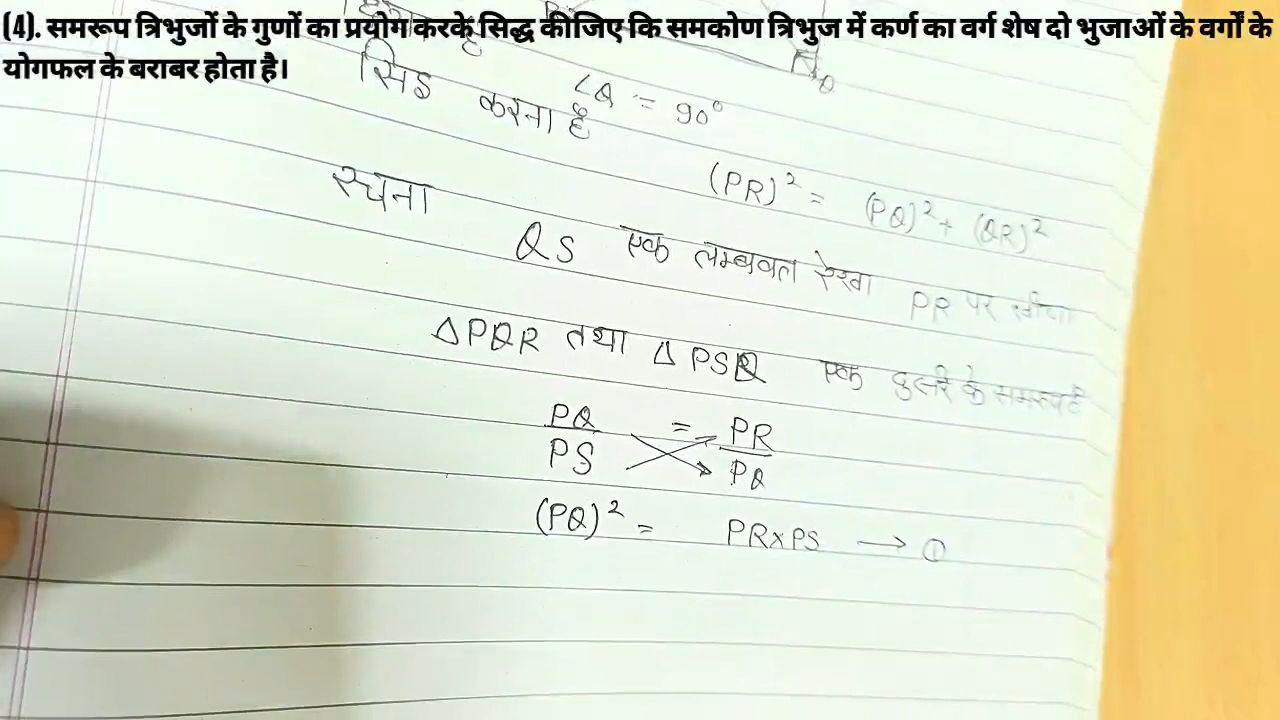 (4). समरूप त्रिभुजों के गुणों का प्रयोग करके सिद्ध कीजिए कि समकोण त्रिभुज में कर्ण का वर्ग शेष दो भुजाओं के वर्गों के
योगफल के बराबर होता है।
∠Q = 90°
सिद्ध करना है
(PR)² = (PQ)² + (QR)²
रचना
QS एक लम्बवत रेखा PR पर खींचा
ΔPQR तथा ΔPSQ एक दुसरे के समरूप है
PQ/PS = PR/PQ
(PQ)² = PR×PS → ①